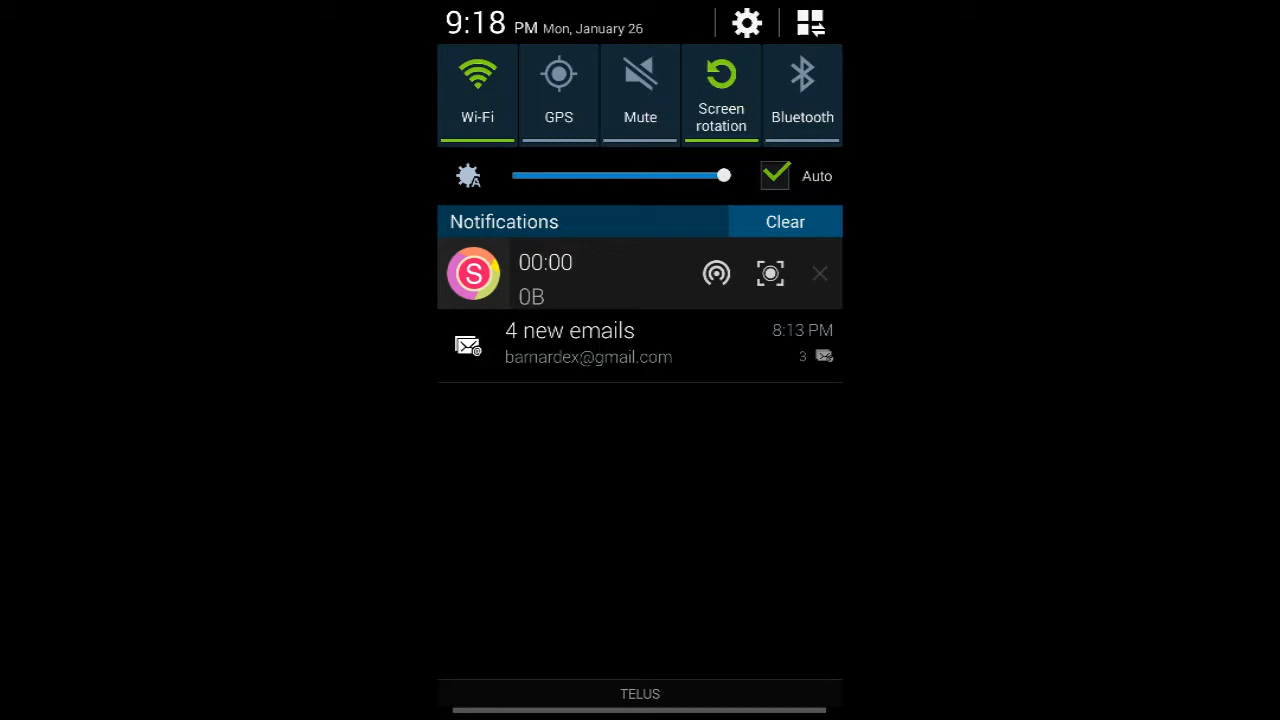 9:18 PM Mon, January 26
Wi-Fi GPS Mute Screen rotation Bluetooth
A Auto
Notifications Clear
S 00:00
0B
4 new emails 8:13 PM
barnardex@gmail.com 3
TELUS